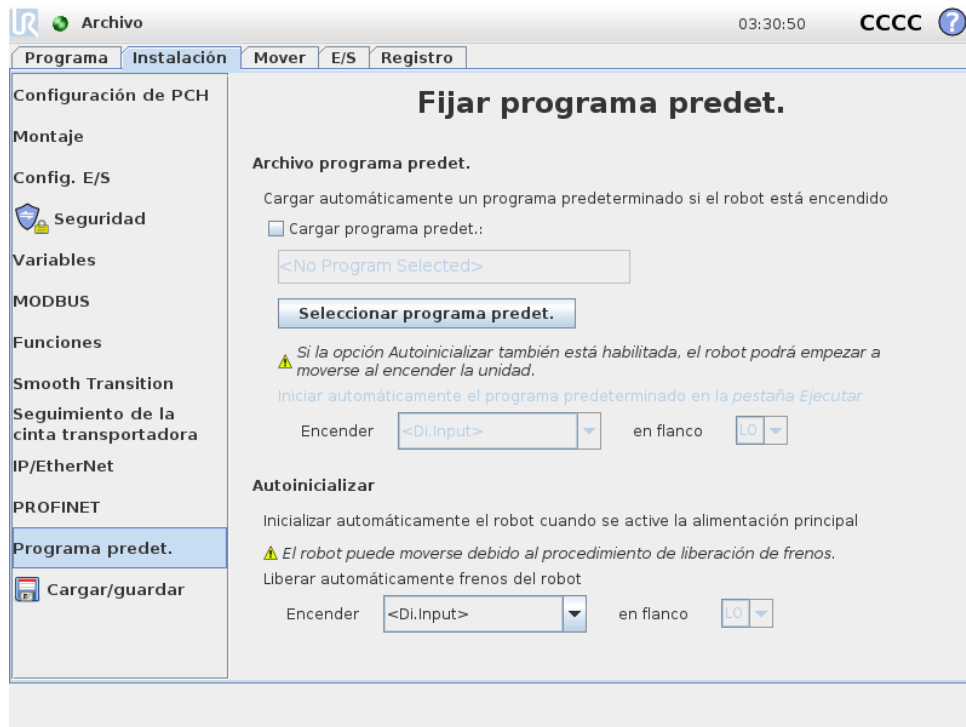 UR Archivo 03:30:50 CCCC ?
Programa Instalación Mover E/S Registro
Configuración de PCH
Montaje
Config. E/S
Seguridad
Variables
MODBUS
Funciones
Smooth Transition
Seguimiento de la
cinta transportadora
IP/EtherNet
PROFINET
Programa predet.
Cargar/guardar
Fijar programa predet.
Archivo programa predet.
Cargar automáticamente un programa predeterminado si el robot está encendido
Cargar programa predet.:
<No Program Selected>
Seleccionar programa predet.
Si la opción Autoinicializar también está habilitada, el robot podrá empezar a
moverse al encender la unidad.
Iniciar automáticamente el programa predeterminado en la pestaña Ejecutar
Encender <Di.Input> en flanco LO
Autoinicializar
Inicializar automáticamente el robot cuando se active la alimentación principal
El robot puede moverse debido al procedimiento de liberación de frenos.
Liberar automáticamente frenos del robot
Encender <Di.Input> en flanco LO